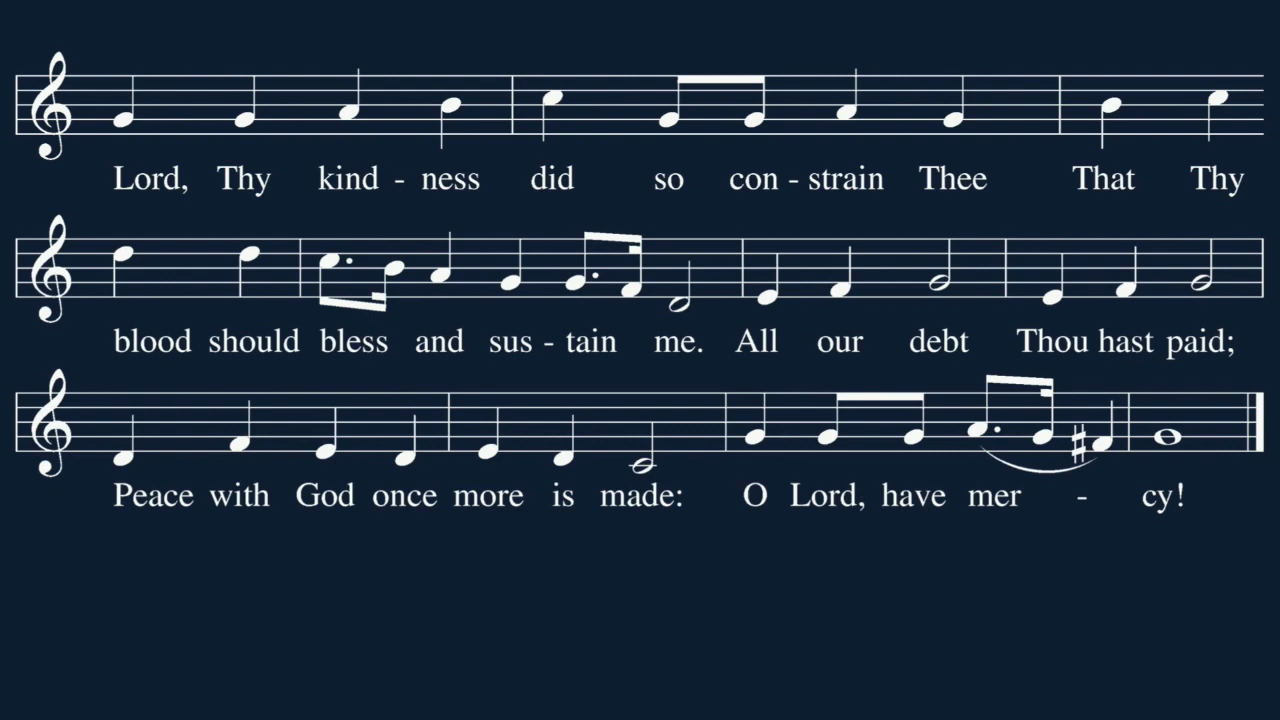 Lord, Thy kind - ness did so con - strain Thee That Thy
blood should bless and sus - tain me. All our debt Thou hast paid;
Peace with God once more is made: O Lord, have mer - cy!